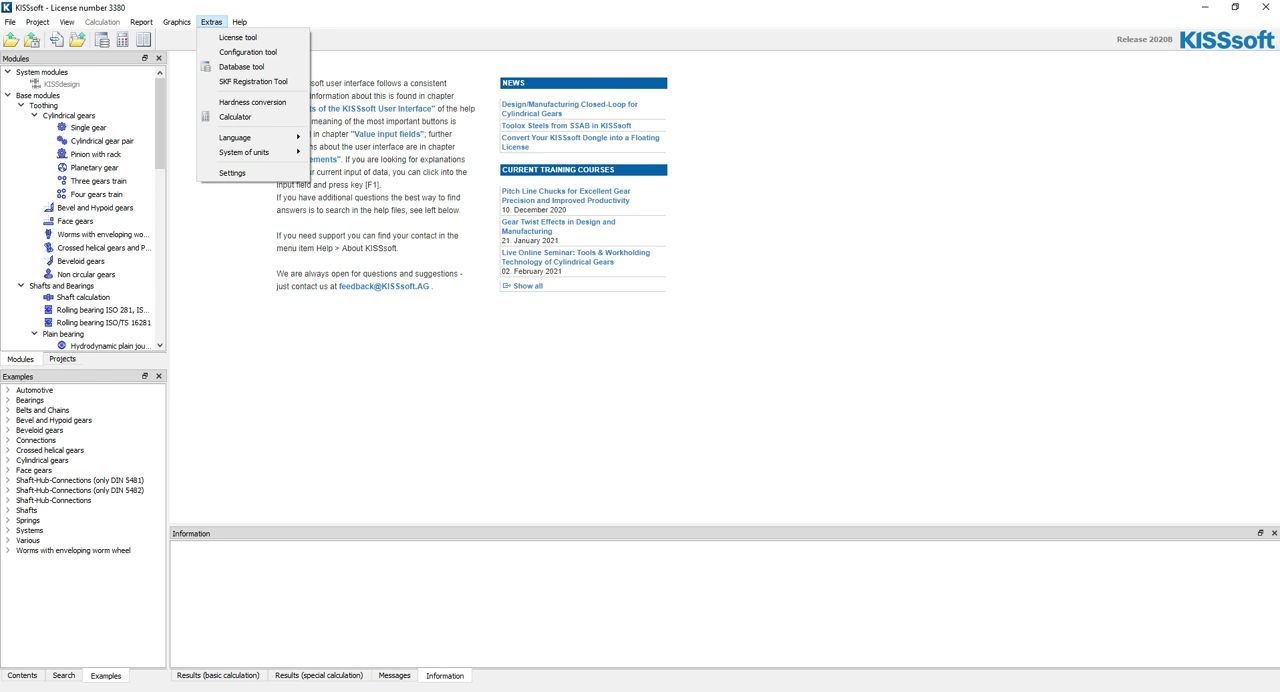 KISSsoft - License number 3380
File Project View Calculation Report Graphics Extras Help
Release 2020B KISSsoft
Modules
System modules
KISSdesign
Base modules
Toothing
Cylindrical gears
Single gear
Cylindrical gear pair
Pinion with rack
Planetary gear
Three gears train
Four gears train
Bevel and Hypoid gears
Face gears
Worms with enveloping wo...
Crossed helical gears and P...
Beveloid gears
Non circular gears
Shafts and Bearings
Shaft calculation
Rolling bearing ISO 281, IS...
Rolling bearing ISO/TS 16281
Plain bearing
Hydrodynamic plain jou...
Modules Projects
Examples
Automotive
Bearings
Belts and Chains
Bevel and Hypoid gears
Beveloid gears
Connections
Crossed helical gears
Cylindrical gears
Face gears
Shaft-Hub-Connections (only DIN 5481)
Shaft-Hub-Connections (only DIN 5482)
Shaft-Hub-Connections
Shafts
Springs
Systems
Various
Worms with enveloping worm wheel
Contents Search Examples
License tool
Configuration tool
Database tool
SKF Registration Tool
Hardness conversion
Calculator
Language
System of units
Settings
soft user interface follows a consistent
information about this is found in chapter
ts of the KISSsoft User Interface" of the help
meaning of the most important buttons is
in chapter "Value input fields"; further
ns about the user interface are in chapter
ements". If you are looking for explanations
ur current input of data, you can click into the
input field and press key [F1].
If you have additional questions the best way to find
answers is to search in the help files, see left below.
If you need support you can find your contact in the
menu item Help > About KISSsoft.
We are always open for questions and suggestions -
just contact us at feedback@KISSsoft.AG .
NEWS
Design/Manufacturing Closed-Loop for
Cylindrical Gears
Toolox Steels from SSAB in KISSsoft
Convert Your KISSsoft Dongle into a Floating
License
CURRENT TRAINING COURSES
Pitch Line Chucks for Excellent Gear
Precision and Improved Productivity
10. December 2020
Gear Twist Effects in Design and
Manufacturing
21. January 2021
Live Online Seminar: Tools & Workholding
Technology of Cylindrical Gears
02. February 2021
Show all
Information
Results (basic calculation) Results (special calculation) Messages Information